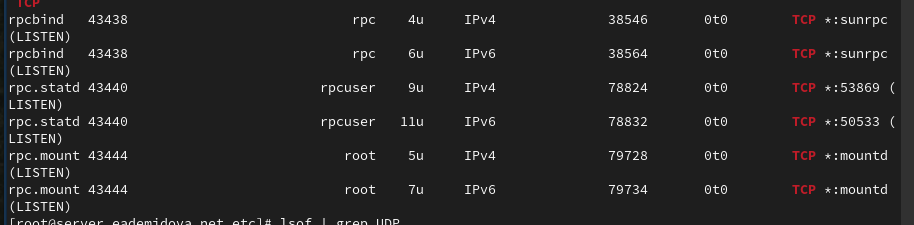 TCP
rpcbind   43438                            rpc    4u     IPv4              38546       0t0        TCP *:sunrpc
(LISTEN)
rpcbind   43438                            rpc    6u     IPv6              38564       0t0        TCP *:sunrpc
(LISTEN)
rpc.statd 43440                        rpcuser    9u     IPv4              78824       0t0        TCP *:53869 (
LISTEN)
rpc.statd 43440                        rpcuser   11u     IPv6              78832       0t0        TCP *:50533 (
LISTEN)
rpc.mount 43444                           root    5u     IPv4              79728       0t0        TCP *:mountd
(LISTEN)
rpc.mount 43444                           root    7u     IPv6              79734       0t0        TCP *:mountd
(LISTEN)
[root@server.eademidova.net etc]# lsof | grep UDP